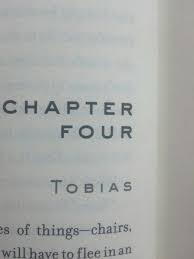 CHAPTER
FOUR
TOBIAS
es of things—chairs,
will have to flee in an